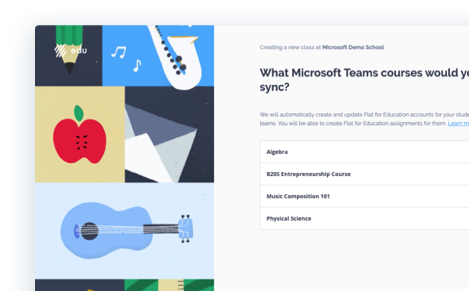 edu
Creating a new class at Microsoft Demo School
What Microsoft Teams courses would yo
sync?
We will automatically create and update Flat for Education accounts for your stude
teams. You will be able to create Flat for Education assignments for them. Learn m
Algebra
B205 Entrepreneurship Course
Music Composition 101
Physical Science